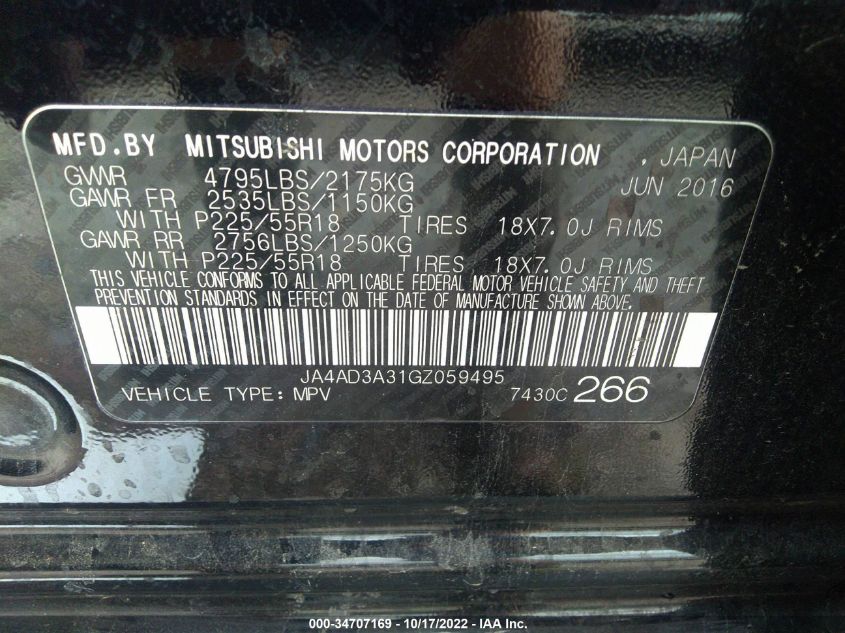 MFD.BY MITSUBISHI MOTORS CORPORATION , JAPAN
GVWR 4795LBS/2175KG JUN 2016
GAWR FR 2535LBS/1150KG
WITH P225/55R18 TIRES 18X7.0J RIMS
GAWR RR 2756LBS/1250KG
WITH P225/55R18 TIRES 18X7.0J RIMS
THIS VEHICLE CONFORMS TO ALL APPLICABLE FEDERAL MOTOR VEHICLE SAFETY AND THEFT
PREVENTION STANDARDS IN EFFECT ON THE DATE OF MANUFACTURE SHOWN ABOVE.
JA4AD3A31GZ059495
VEHICLE TYPE: MPV 7430C 266
000-34707169 - 10/17/2022 - IAA Inc.